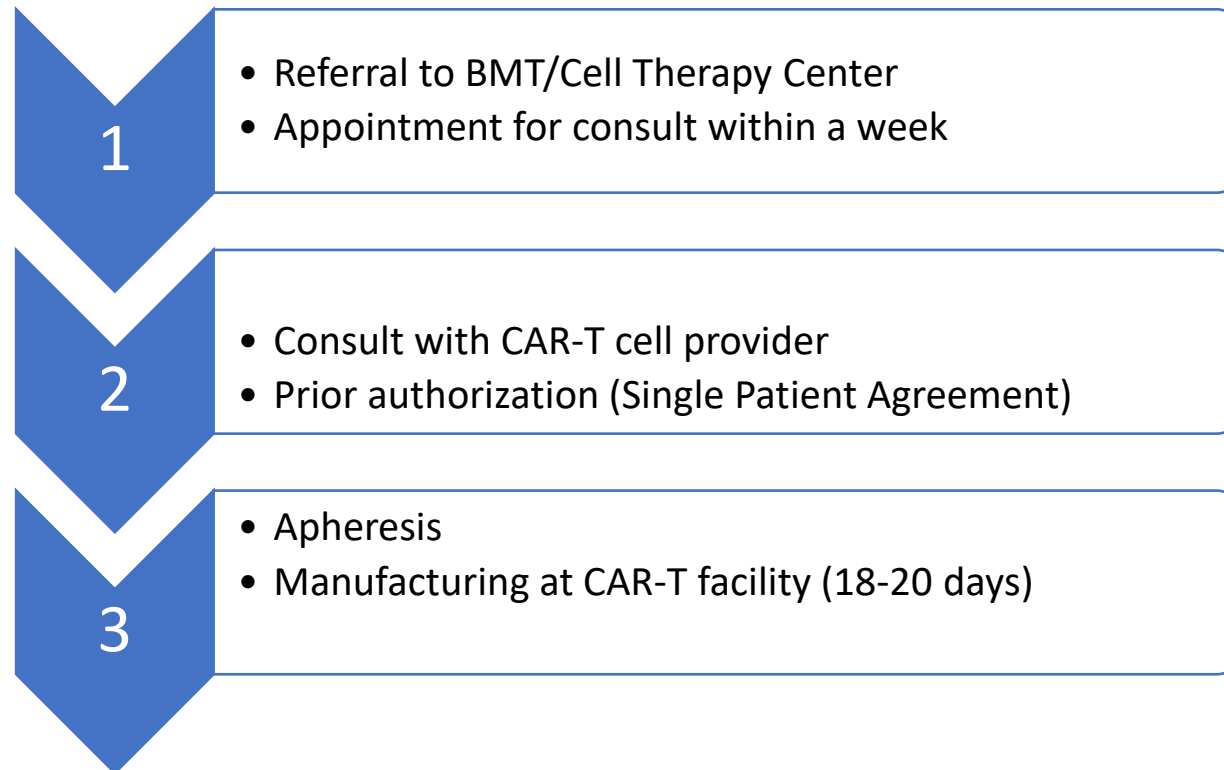 1
• Referral to BMT/Cell Therapy Center
• Appointment for consult within a week
2
• Consult with CAR-T cell provider
• Prior authorization (Single Patient Agreement)
3
• Apheresis
• Manufacturing at CAR-T facility (18-20 days)